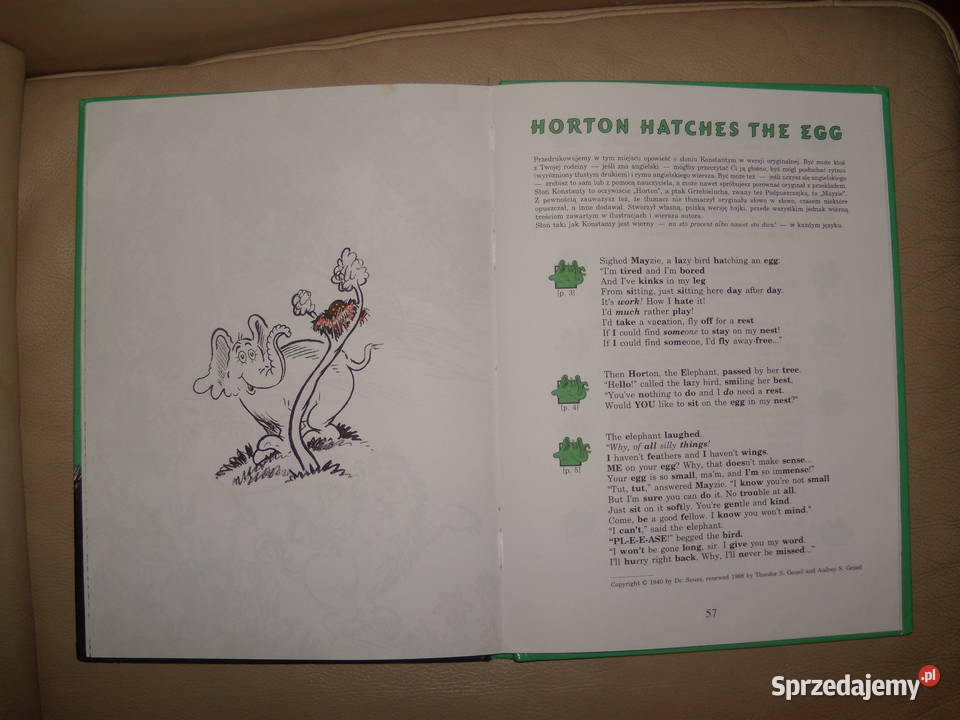 HORTON HATCHES THE EGG
Przedrukowujemy w tym miejscu opowieść o słoniu Konstantym w wersji oryginalnej. Być może ktoś
z Twojej rodziny — jeśli zna angielski — mógłby przeczytać Ci ją głośno, byś mógł posłuchać rytmu
(wyróżniony tłustym drukiem) i rymu angielskiego wiersza. Być może też — jeśli uczysz się angielskiego
— zrobisz to sam lub z pomocą nauczyciela, a może nawet spróbujesz porównać oryginał z przekładem.
Słoń Konstanty to oczywiście „Horton", a ptak Grzebielucha, zwany też Podpuszczajką, to „Mayzie".
Z pewnością zauważysz też, że tłumacz nie tłumaczył oryginału słowo w słowo, czasem niektóre
opuszczał, a inne dodawał. Stworzył własną, polską wersję bajki, przede wszystkim jednak wierną
treściom zawartym w ilustracjach i wiersza autora.
Słoń taki jak Konstanty jest wierny — na sto procent albo nawet sto dwa! — w każdym języku.
Sighed Mayzie, a lazy bird hatching an egg:
"I'm tired and I'm bored
And I've kinks in my leg
From sitting, just sitting here day after day.
It's work! How I hate it!
I'd much rather play!
I'd take a vacation, fly off for a rest
If I could find someone to stay on my nest!
If I could find someone, I'd fly away-free..."
[p. 3]
Then Horton, the Elephant, passed by her tree.
"Hello!" called the lazy bird, smiling her best,
"You've nothing to do and I do need a rest.
Would YOU like to sit on the egg in my nest?"
[p. 4]
The elephant laughed.
"Why, of all silly things!
I haven't feathers and I haven't wings.
ME on your egg? Why, that doesn't make sense...
Your egg is so small, ma'm, and I'm so immense!"
"Tut, tut," answered Mayzie. "I know you're not small
But I'm sure you can do it. No trouble at all.
Just sit on it softly. You're gentle and kind.
Come, be a good fellow. I know you won't mind."
"I can't," said the elephant.
"PL-E-E-ASE!" begged the bird.
"I won't be gone long, sir. I give you my word.
I'll hurry right back. Why, I'll never be missed..."
[p. 5]
Copyright © 1940 by Dr. Seuss, renewed 1968 by Theodor S. Geisel and Audrey S. Geisel
57
Sprzedajemy.pl